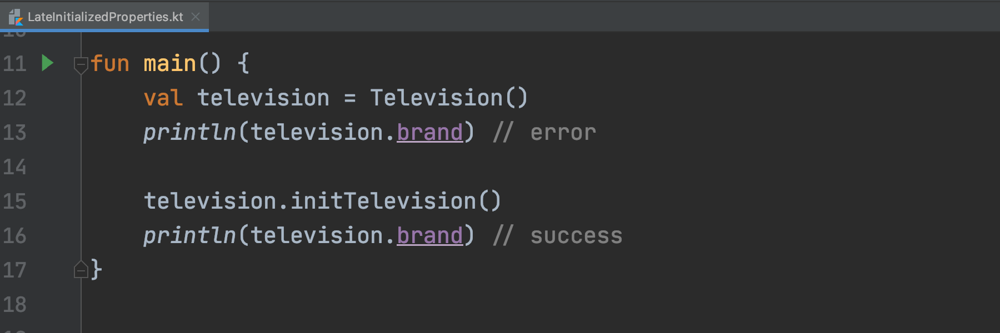 LateInitializedProperties.kt
11 fun main() {
12     val television = Television()
13     println(television.brand) // error
14
15     television.initTelevision()
16     println(television.brand) // success
17 }
18